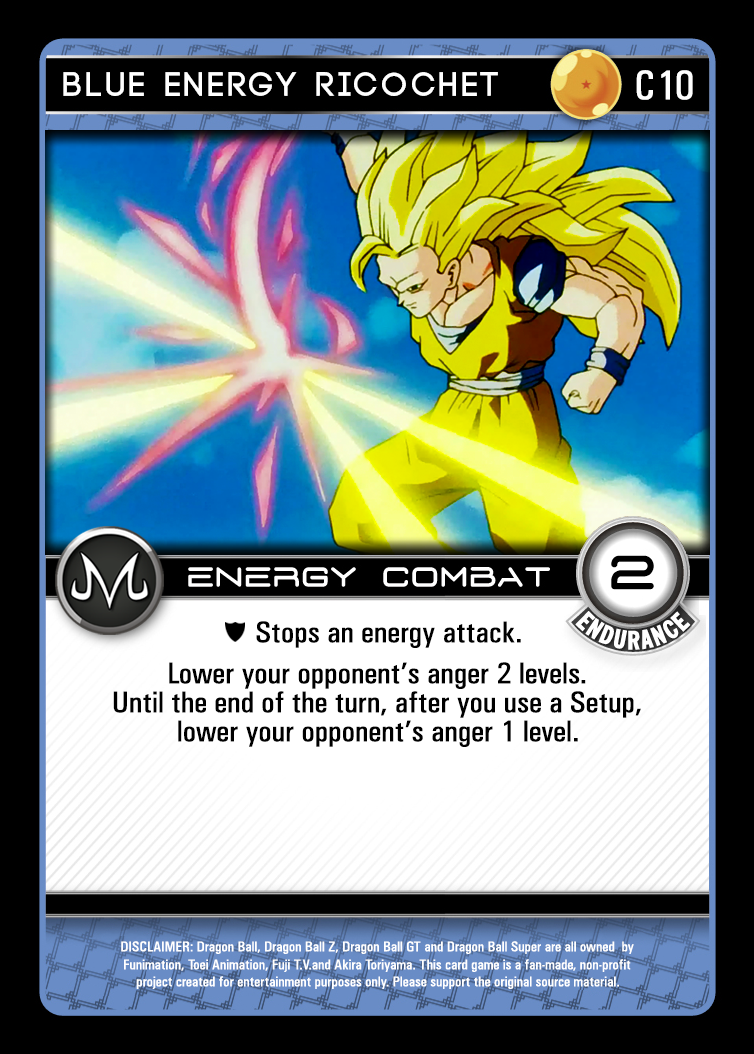 BLUE ENERGY RICOCHET C10
ENERGY COMBAT
2
ENDURANCE
Stops an energy attack.
Lower your opponent's anger 2 levels.
Until the end of the turn, after you use a Setup,
lower your opponent's anger 1 level.
DISCLAIMER: Dragon Ball, Dragon Ball Z, Dragon Ball GT and Dragon Ball Super are all owned by
Funimation, Toei Animation, Fuji T.V.and Akira Toriyama. This card game is a fan-made, non-profit
project created for entertainment purposes only. Please support the original source material.